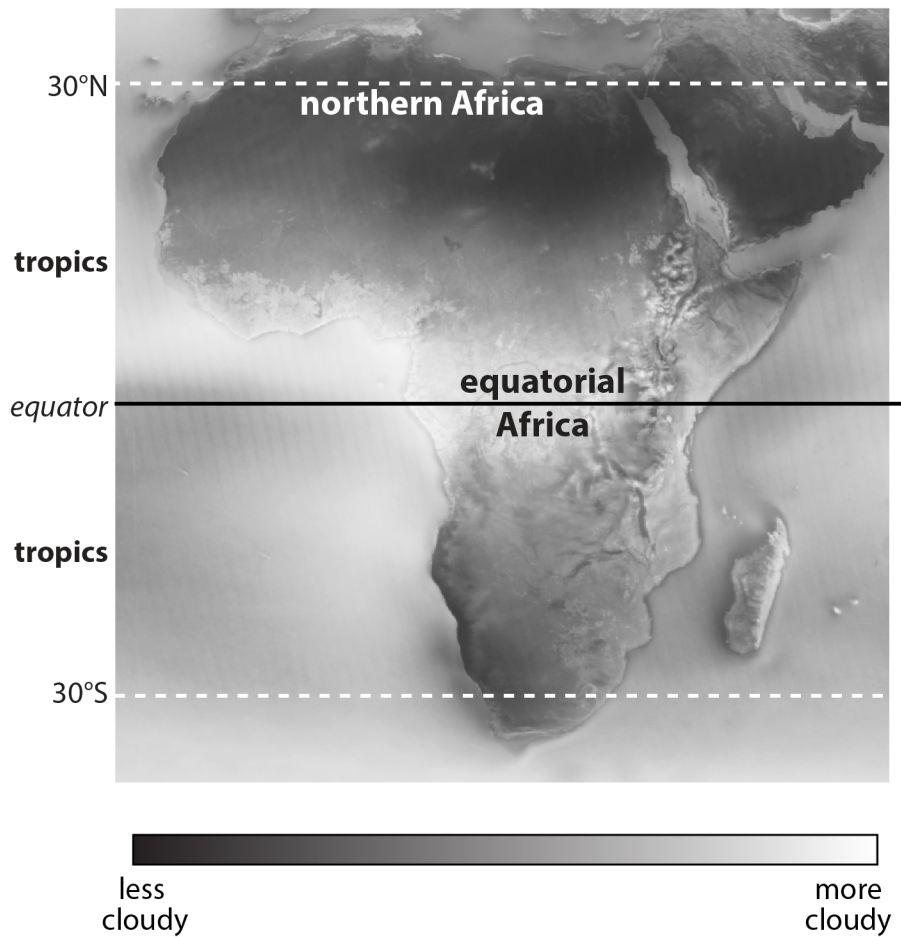 30°N
northern Africa
tropics
equatorial
equator
Africa
tropics
30°S
less
cloudy
more
cloudy